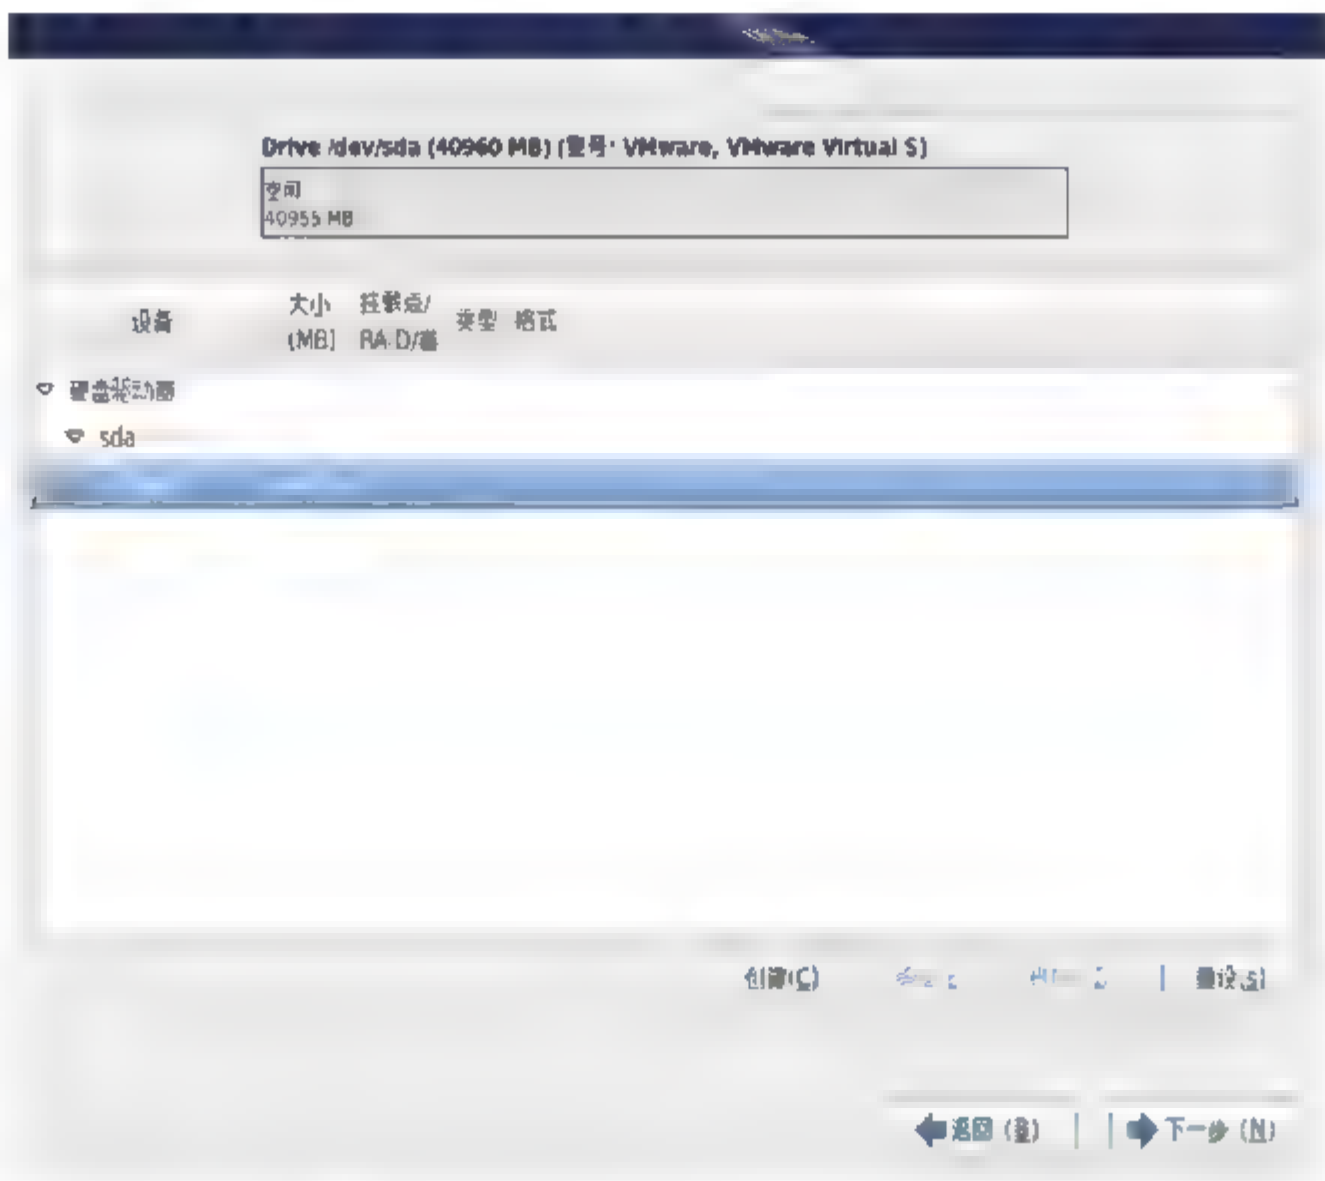 Drive /dev/sda (40960 MB) (型号: VMware, VMware Virtual S)
空闲
40955 MB
设备
大小
(MB)
挂载点/
RAID/卷
类型
格式
硬盘驱动器
sda
创建(C)
重设(S)
返回(B)
下一步(N)